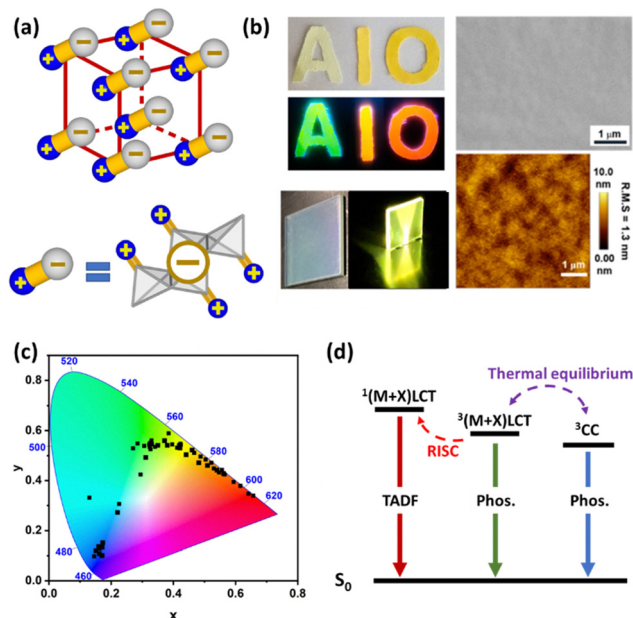 (a)
(b)
AIO
AIO
1 μm
10.0
nm
0.00
nm
R.M.S = 1.3 nm
1 μm
(c)
0.8
0.6
0.4
0.2
0.0
y
0.0 0.2 0.4 0.6 0.8
x
520
540
560
580
600
620
500
480
460
(d)
Thermal equilibrium
¹(M+X)LCT
³(M+X)LCT
³CC
RISC
TADF
Phos.
Phos.
S₀